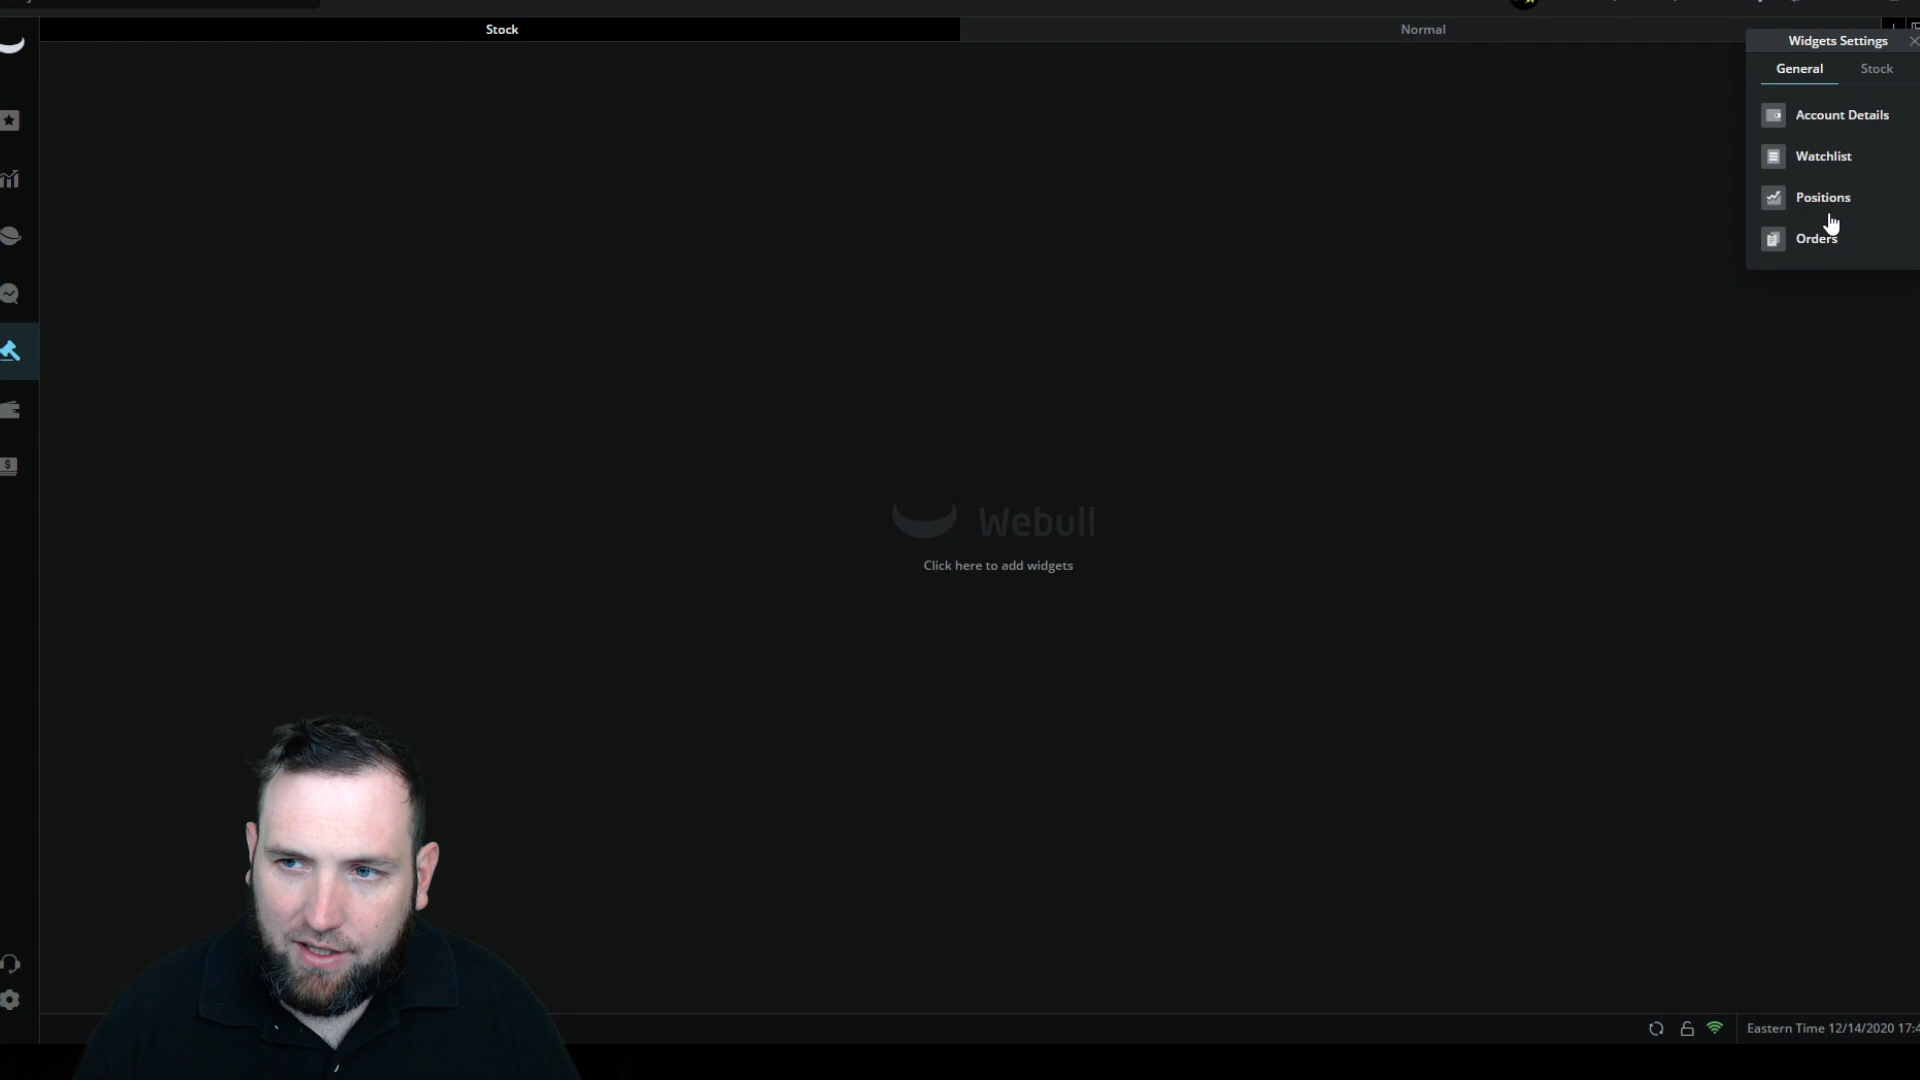 Stock
Normal
Widgets Settings
General
Stock
Account Details
Watchlist
Positions
Orders
Webull
Click here to add widgets
Eastern Time 12/14/2020 17:4